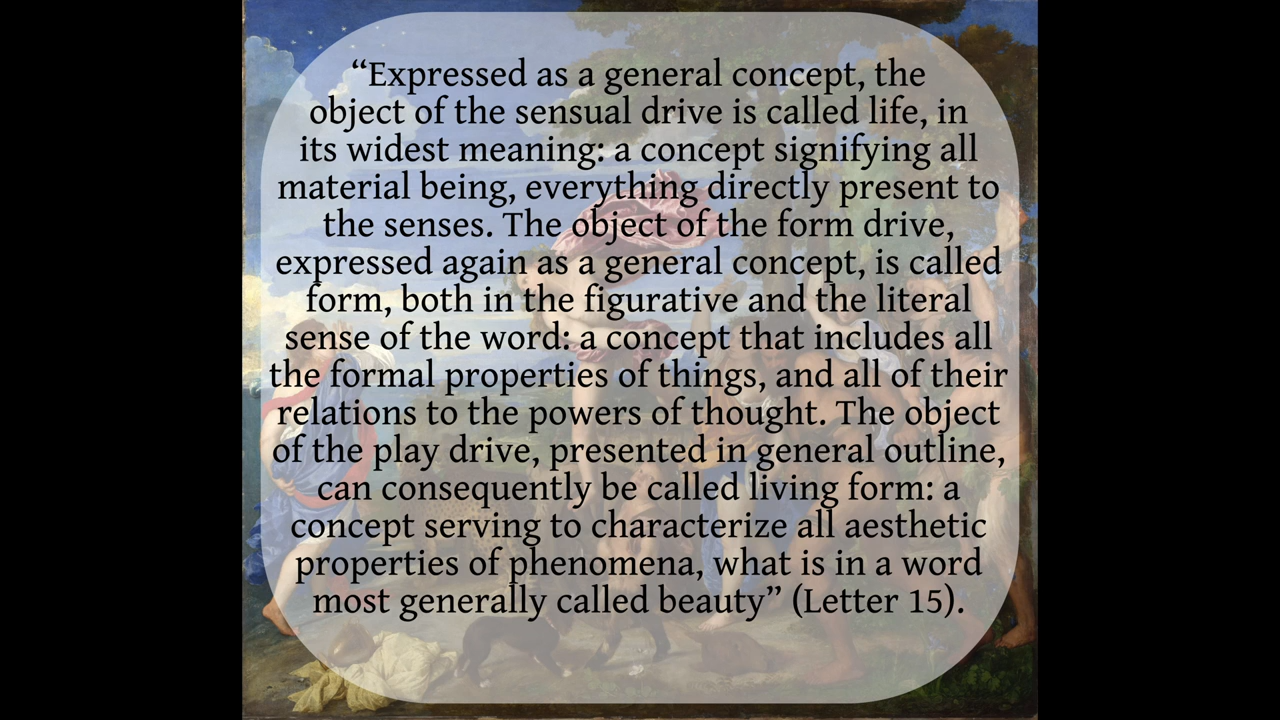 “Expressed as a general concept, the
object of the sensual drive is called life, in
its widest meaning: a concept signifying all
material being, everything directly present to
the senses. The object of the form drive,
expressed again as a general concept, is called
form, both in the figurative and the literal
sense of the word: a concept that includes all
the formal properties of things, and all of their
relations to the powers of thought. The object
of the play drive, presented in general outline,
can consequently be called living form: a
concept serving to characterize all aesthetic
properties of phenomena, what is in a word
most generally called beauty” (Letter 15).